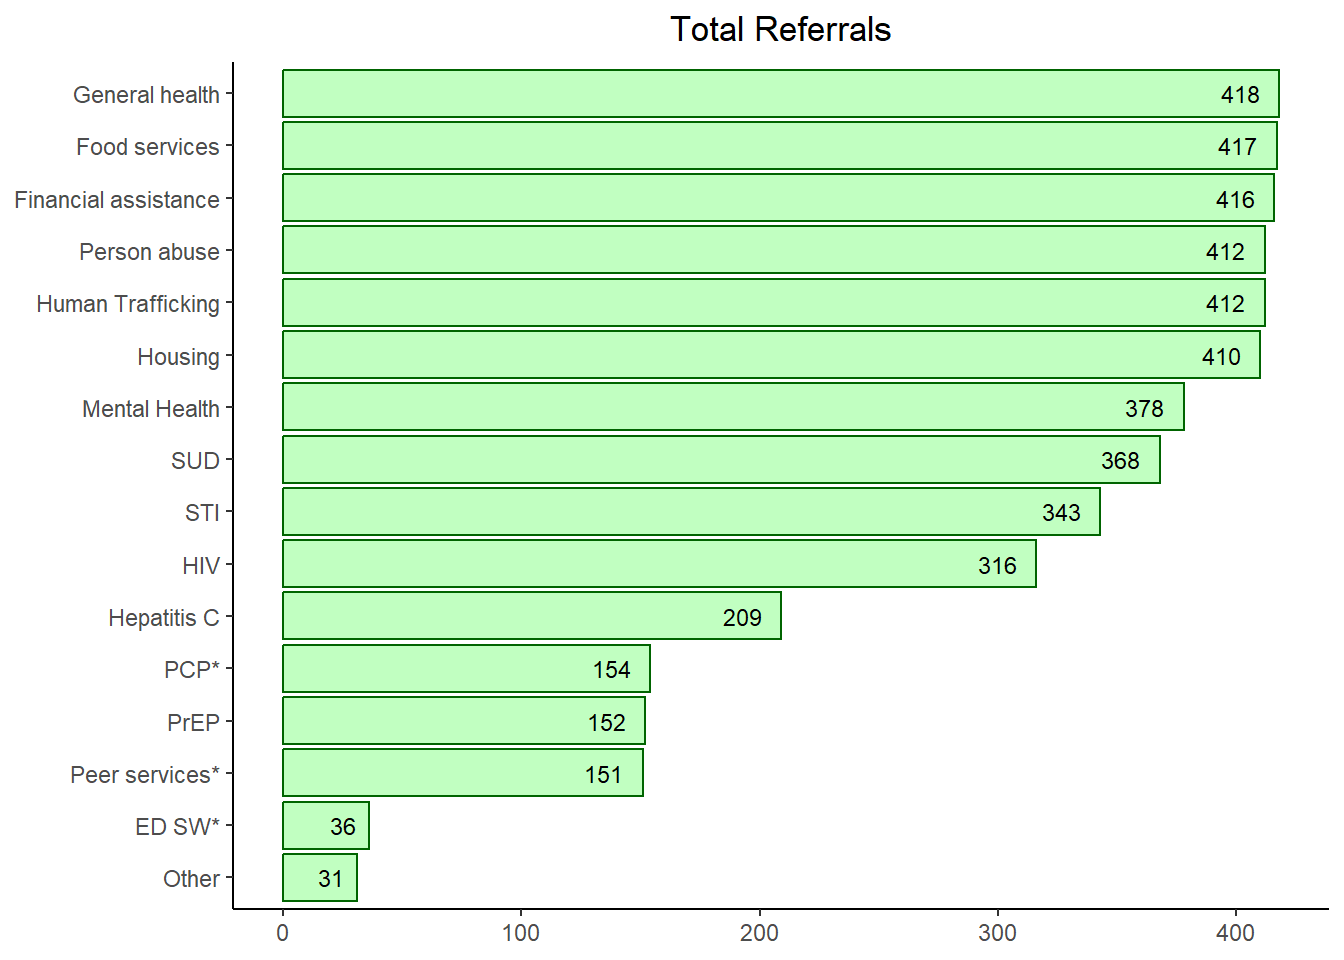 Total Referrals
General health 418
Food services 417
Financial assistance 416
Person abuse 412
Human Trafficking 412
Housing 410
Mental Health 378
SUD 368
STI 343
HIV 316
Hepatitis C 209
PCP* 154
PrEP 152
Peer services* 151
ED SW* 36
Other 31
0 100 200 300 400